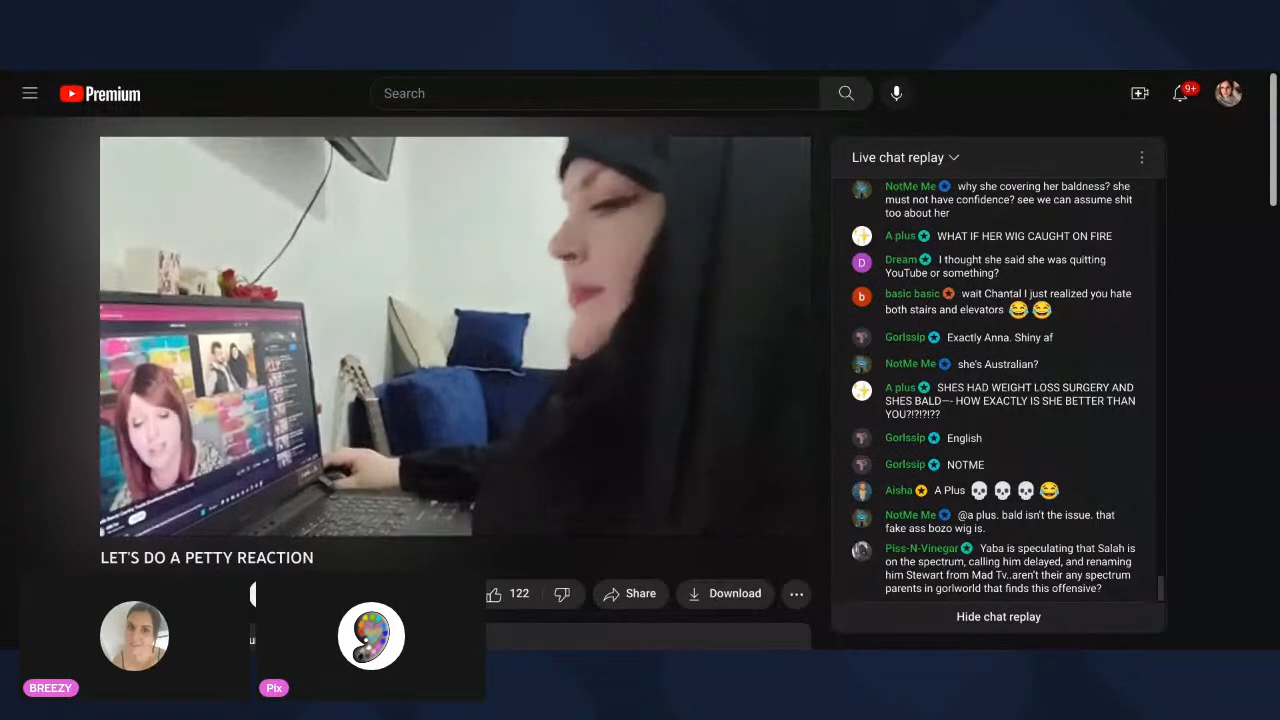 Premium
Search
9+
Live chat replay
NotMe Me why she covering her baldness? she
must not have confidence? see we can assume shit
too about her
A plus WHAT IF HER WIG CAUGHT ON FIRE
D
Dream I thought she said she was quitting
YouTube or something?
b
basic basic wait Chantal I just realized you hate
both stairs and elevators 😂 😂
Gorlssip Exactly Anna. Shiny af
NotMe Me she's Australian?
A plus SHES HAD WEIGHT LOSS SURGERY AND
SHES BALD—- HOW EXACTLY IS SHE BETTER THAN
YOU?!?!?!??
Gorlssip English
Gorlssip NOTME
Aisha A Plus 💀 💀 💀 😂
NotMe Me @a plus. bald isn't the issue. that
fake ass bozo wig is.
Piss-N-Vinegar Yaba is speculating that Salah is
on the spectrum, calling him delayed, and renaming
him Stewart from Mad Tv..aren't their any spectrum
parents in gorlworld that finds this offensive?
Hide chat replay
LET'S DO A PETTY REACTION
122
Share
Download
BREEZY
Pix